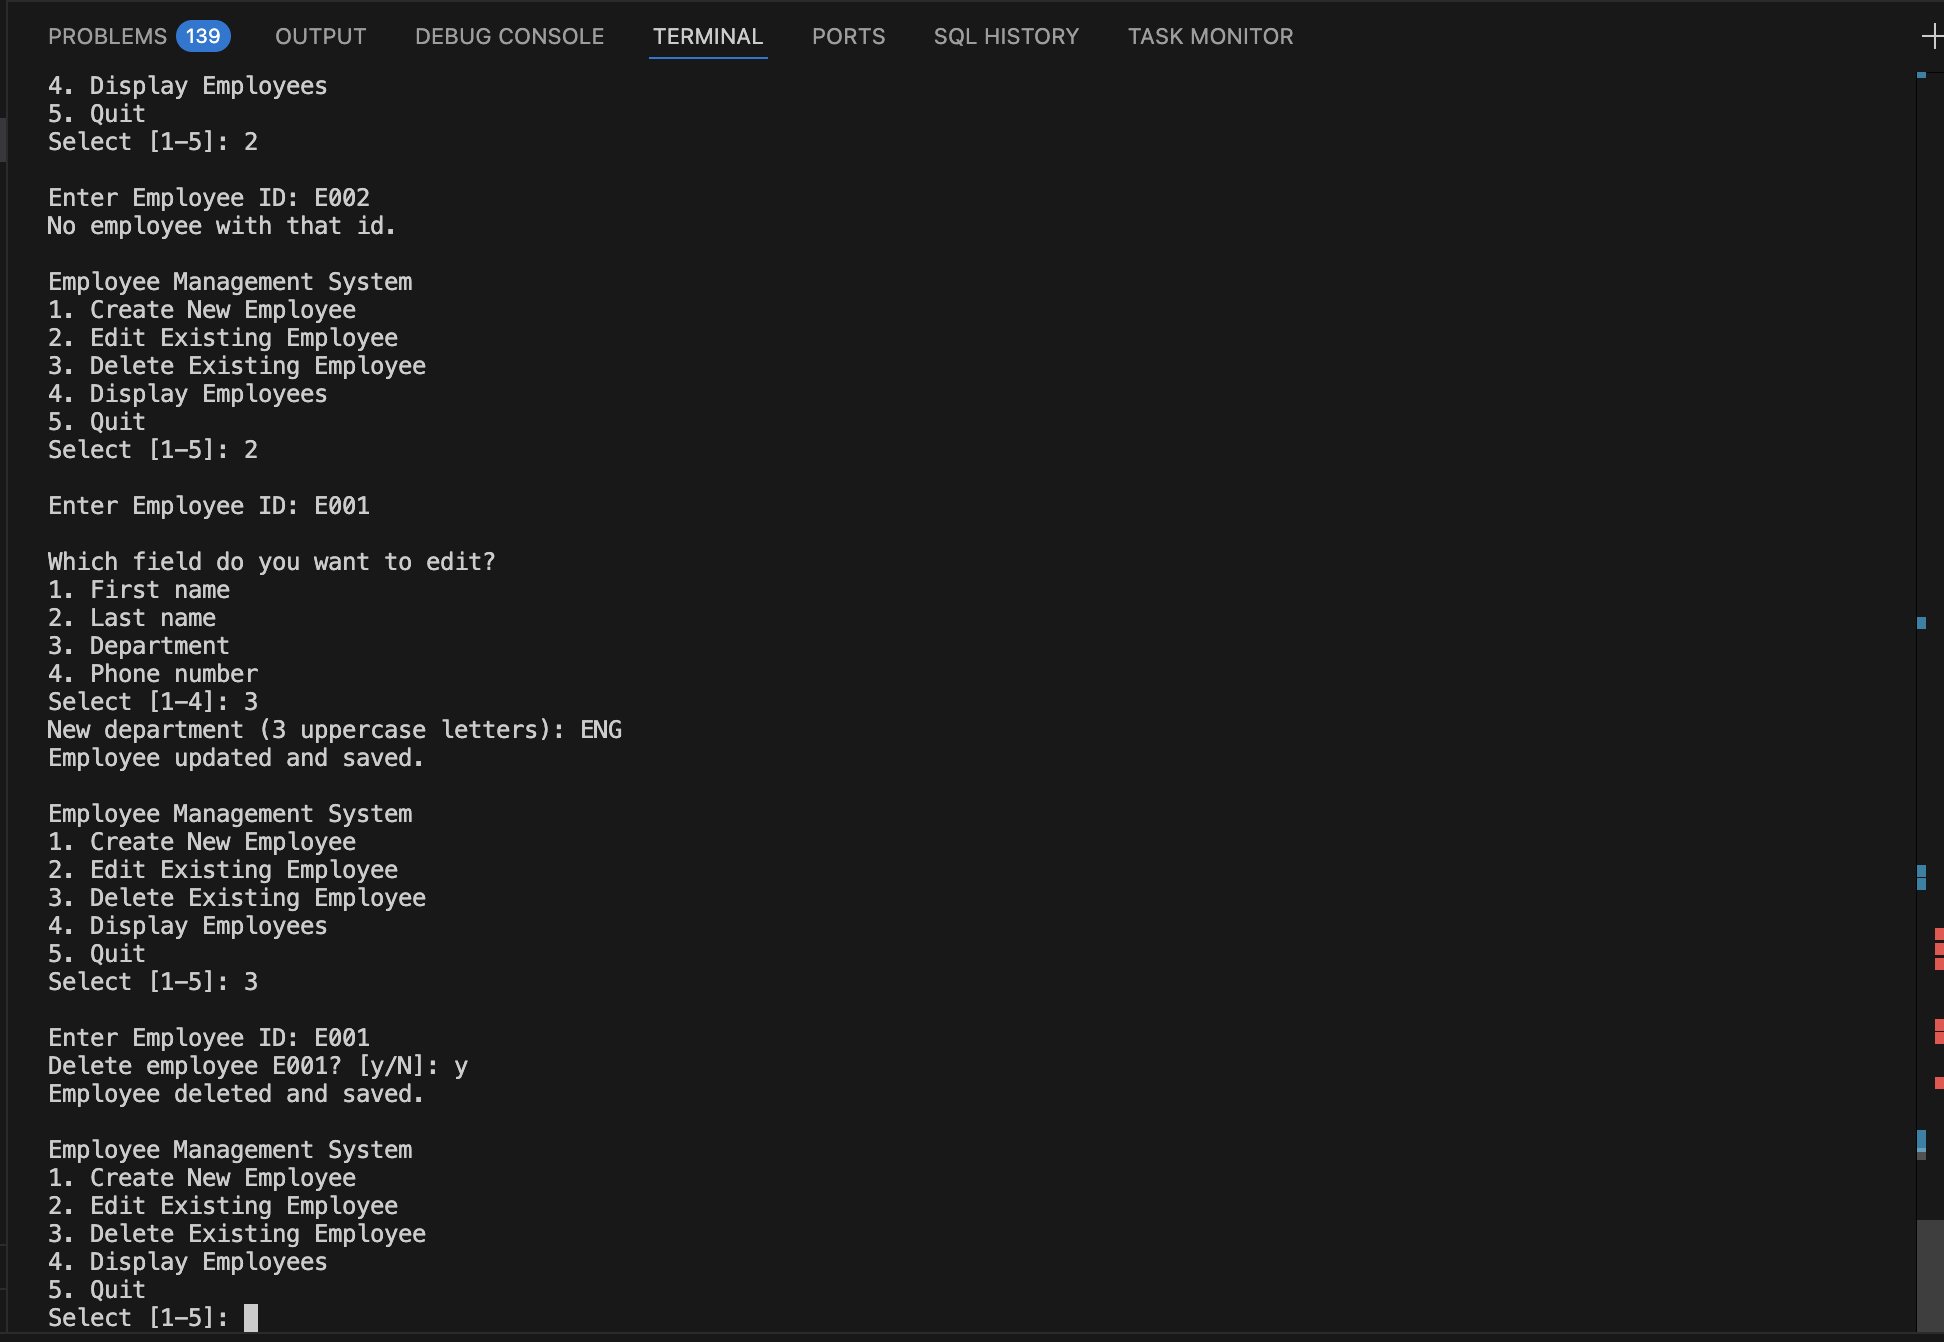 PROBLEMS 139 OUTPUT DEBUG CONSOLE TERMINAL PORTS SQL HISTORY TASK MONITOR
4. Display Employees
5. Quit
Select [1-5]: 2
Enter Employee ID: E002
No employee with that id.
Employee Management System
1. Create New Employee
2. Edit Existing Employee
3. Delete Existing Employee
4. Display Employees
5. Quit
Select [1-5]: 2
Enter Employee ID: E001
Which field do you want to edit?
1. First name
2. Last name
3. Department
4. Phone number
Select [1-4]: 3
New department (3 uppercase letters): ENG
Employee updated and saved.
Employee Management System
1. Create New Employee
2. Edit Existing Employee
3. Delete Existing Employee
4. Display Employees
5. Quit
Select [1-5]: 3
Enter Employee ID: E001
Delete employee E001? [y/N]: y
Employee deleted and saved.
Employee Management System
1. Create New Employee
2. Edit Existing Employee
3. Delete Existing Employee
4. Display Employees
5. Quit
Select [1-5]: